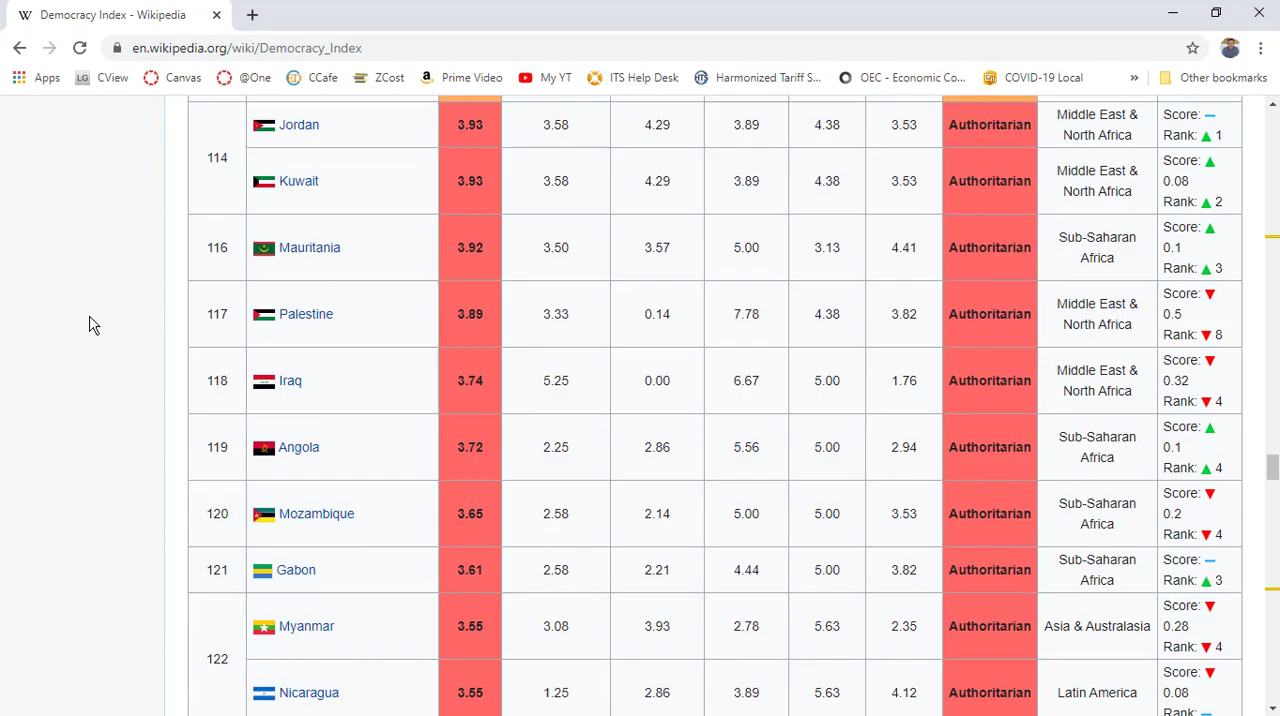 Democracy Index - Wikipedia
en.wikipedia.org/wiki/Democracy_Index
Apps CView Canvas @One CCafe ZCost Prime Video My YT ITS Help Desk Harmonized Tariff S... OEC - Economic Co... COVID-19 Local » Other bookmarks
114 Jordan 3.93 3.58 4.29 3.89 4.38 3.53 Authoritarian Middle East & North Africa Score: Rank: 1
Kuwait 3.93 3.58 4.29 3.89 4.38 3.53 Authoritarian Middle East & North Africa Score: 0.08 Rank: 2
116 Mauritania 3.92 3.50 3.57 5.00 3.13 4.41 Authoritarian Sub-Saharan Africa Score: 0.1 Rank: 3
117 Palestine 3.89 3.33 0.14 7.78 4.38 3.82 Authoritarian Middle East & North Africa Score: 0.5 Rank: 8
118 Iraq 3.74 5.25 0.00 6.67 5.00 1.76 Authoritarian Middle East & North Africa Score: 0.32 Rank: 4
119 Angola 3.72 2.25 2.86 5.56 5.00 2.94 Authoritarian Sub-Saharan Africa Score: 0.1 Rank: 4
120 Mozambique 3.65 2.58 2.14 5.00 5.00 3.53 Authoritarian Sub-Saharan Africa Score: 0.2 Rank: 4
121 Gabon 3.61 2.58 2.21 4.44 5.00 3.82 Authoritarian Sub-Saharan Africa Score: Rank: 3
122 Myanmar 3.55 3.08 3.93 2.78 5.63 2.35 Authoritarian Asia & Australasia Score: 0.28 Rank: 4
Nicaragua 3.55 1.25 2.86 3.89 5.63 4.12 Authoritarian Latin America Score: 0.08 Rank: